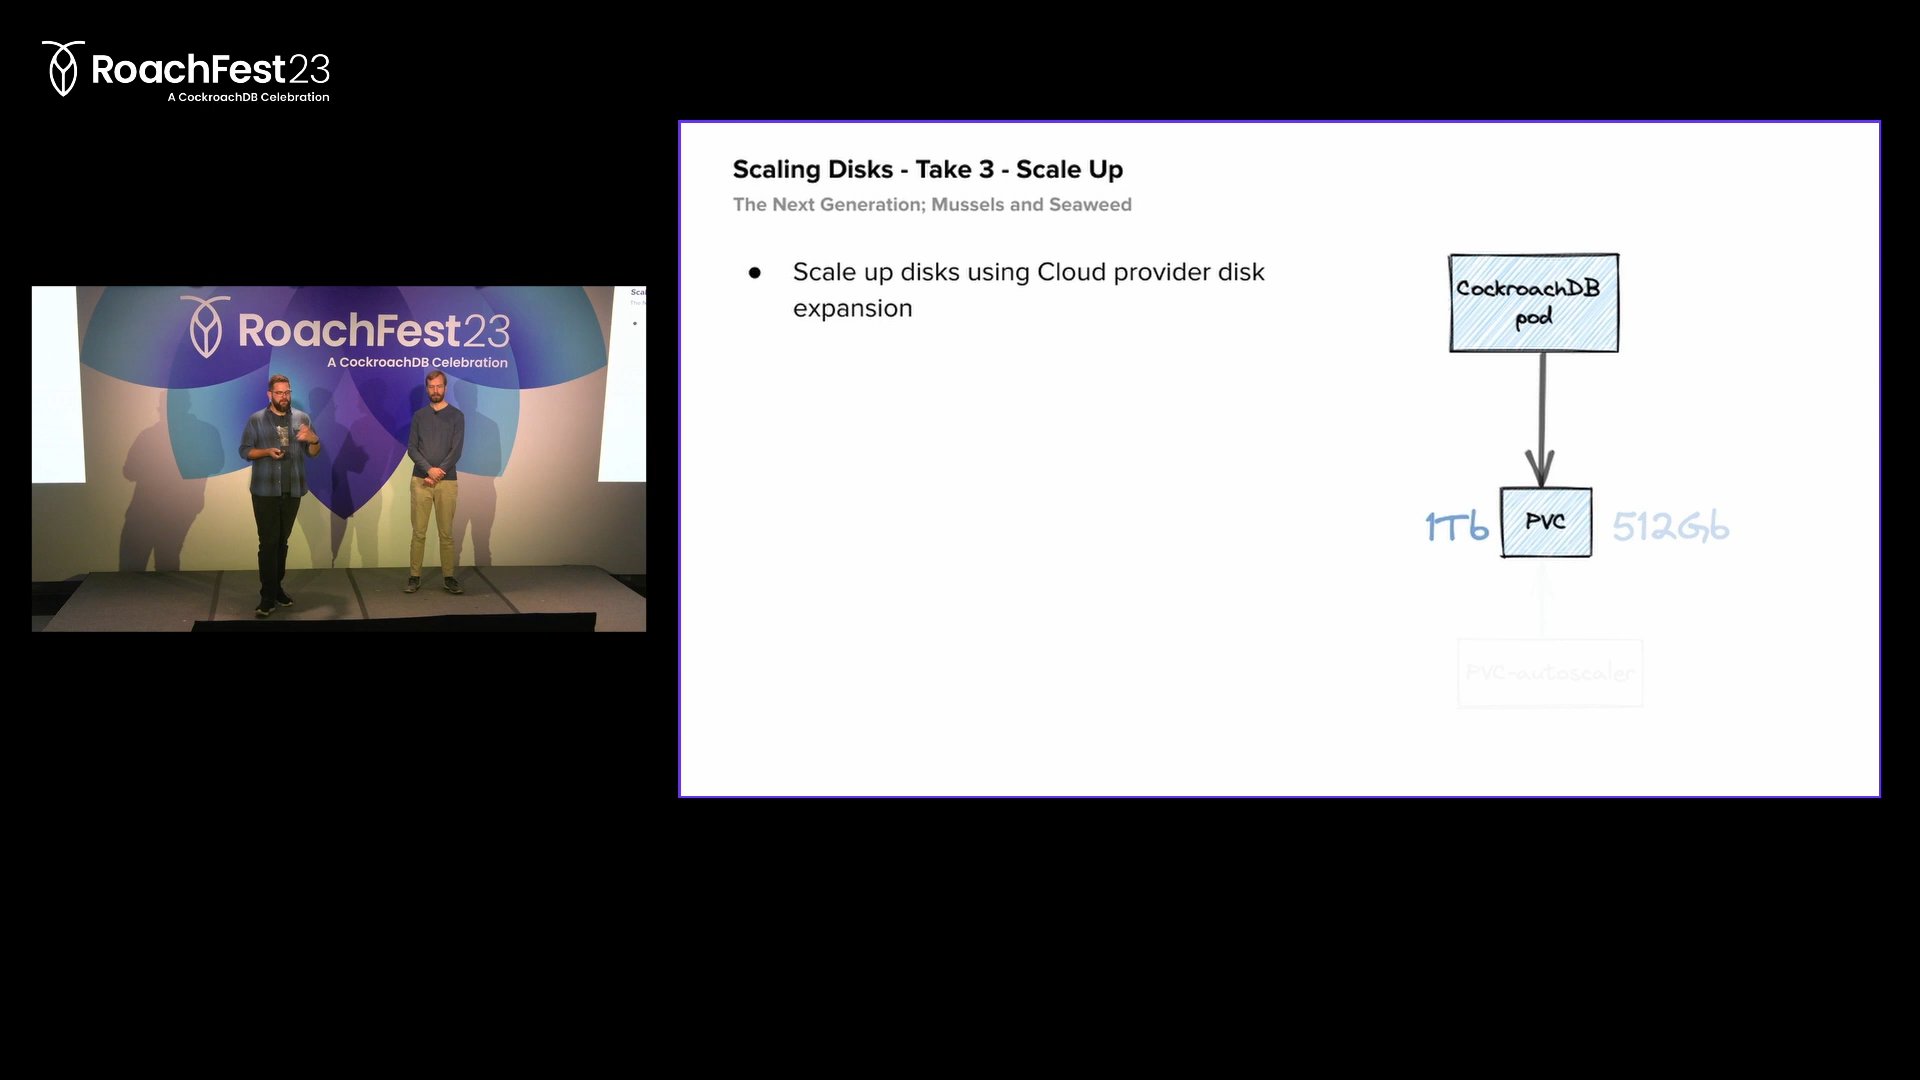 RoachFest23
A CockroachDB Celebration
Scaling Disks - Take 3 - Scale Up
The Next Generation; Mussels and Seaweed
● Scale up disks using Cloud provider disk
expansion
CockroachDB
pod
1Tb
PVC
512Gb
PVC-autoscaler
RoachFest23
A CockroachDB Celebration
Scal